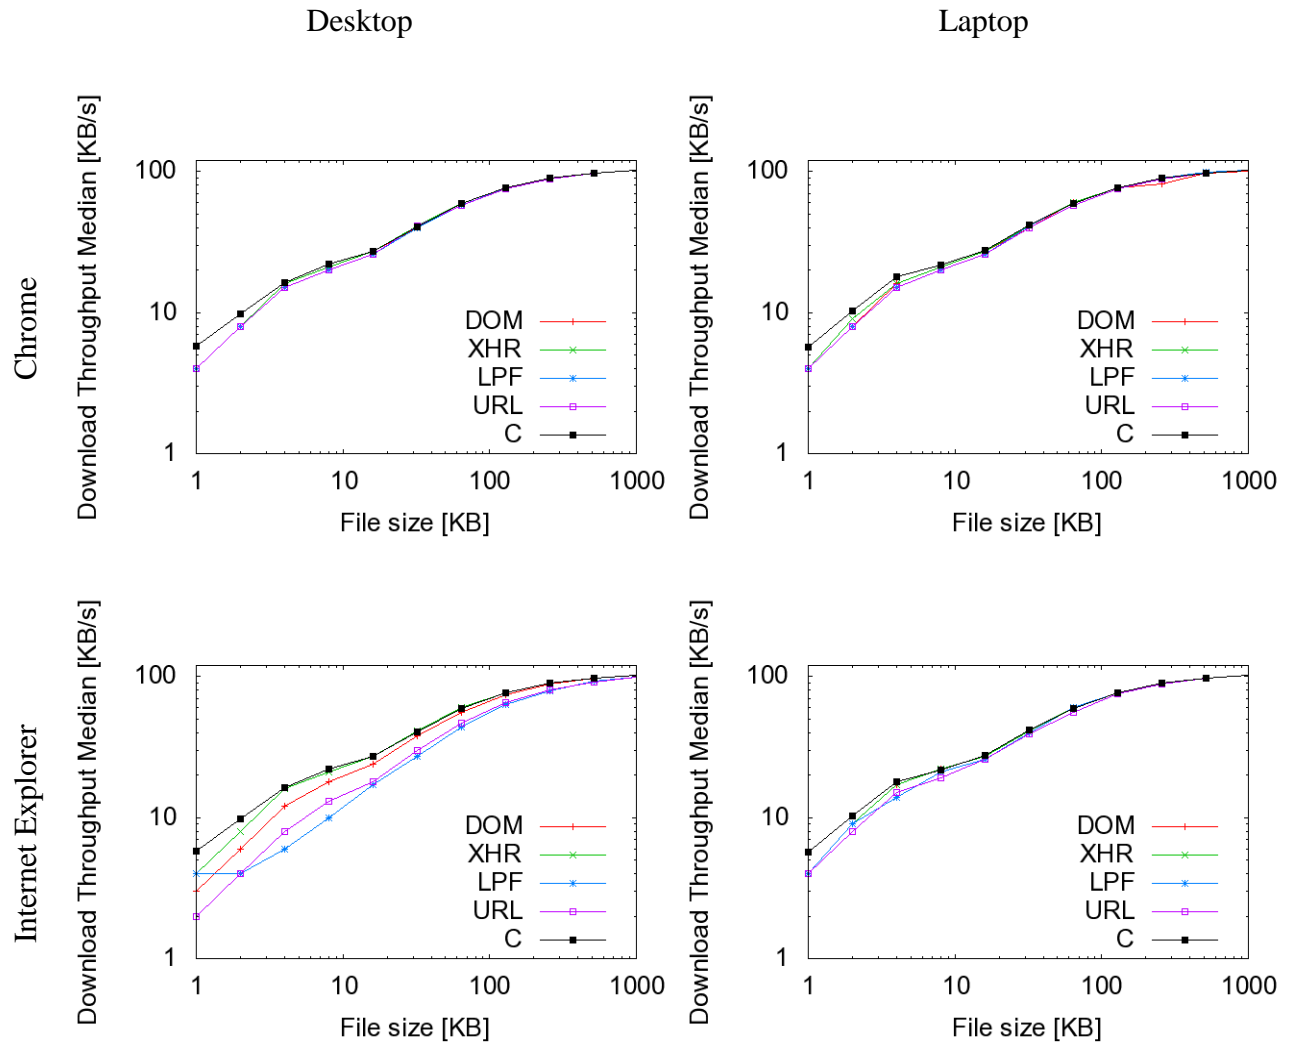 Desktop
Laptop
Chrome
Download Throughput Median [KB/s]
100
10
1
DOM
XHR
LPF
URL
C
1 10 100 1000
File size [KB]
Download Throughput Median [KB/s]
100
10
1
DOM
XHR
LPF
URL
C
1 10 100 1000
File size [KB]
Internet Explorer
Download Throughput Median [KB/s]
100
10
1
DOM
XHR
LPF
URL
C
1 10 100 1000
File size [KB]
Download Throughput Median [KB/s]
100
10
1
DOM
XHR
LPF
URL
C
1 10 100 1000
File size [KB]